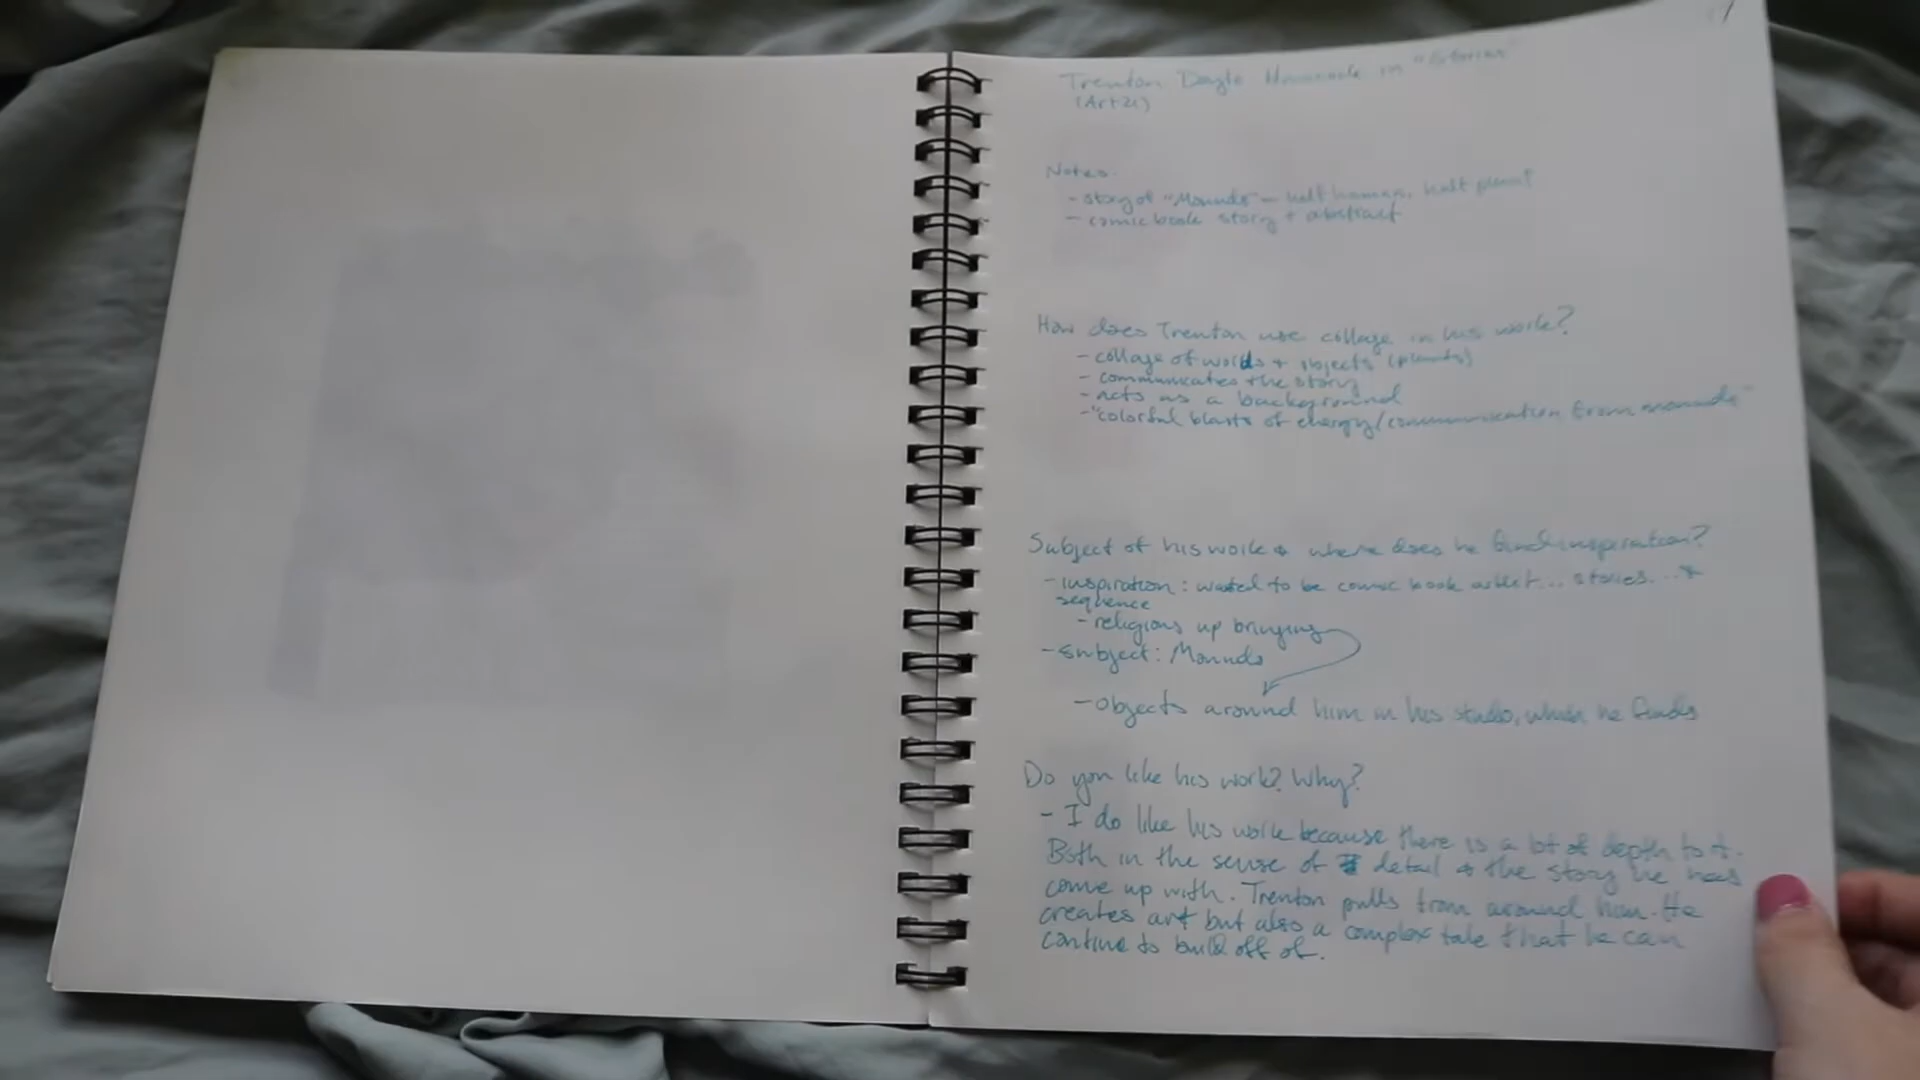 Trenton Doyle Hancock in "Stories"
(Art21)
Notes:
- story of "Mounds" — half human, half plant
- comic book story + abstract
How does Trenton use collage in his work?
- collage of words + objects (plants)
- communicates the story
- acts as a background
- "colorful blasts of energy/communication from mounds"
Subject of his work & where does he find inspiration?
- inspiration: wanted to be comic book artist... stories...
sequence
- religious up bringing
- subject: Mounds
- objects around him in his studio, which he finds
Do you like his work? Why?
- I do like his work because there is a lot of depth to it.
Both in the sense of detail & the story he has
come up with. Trenton pulls from around him. He
creates art but also a complex tale that he can
continue to build off of.